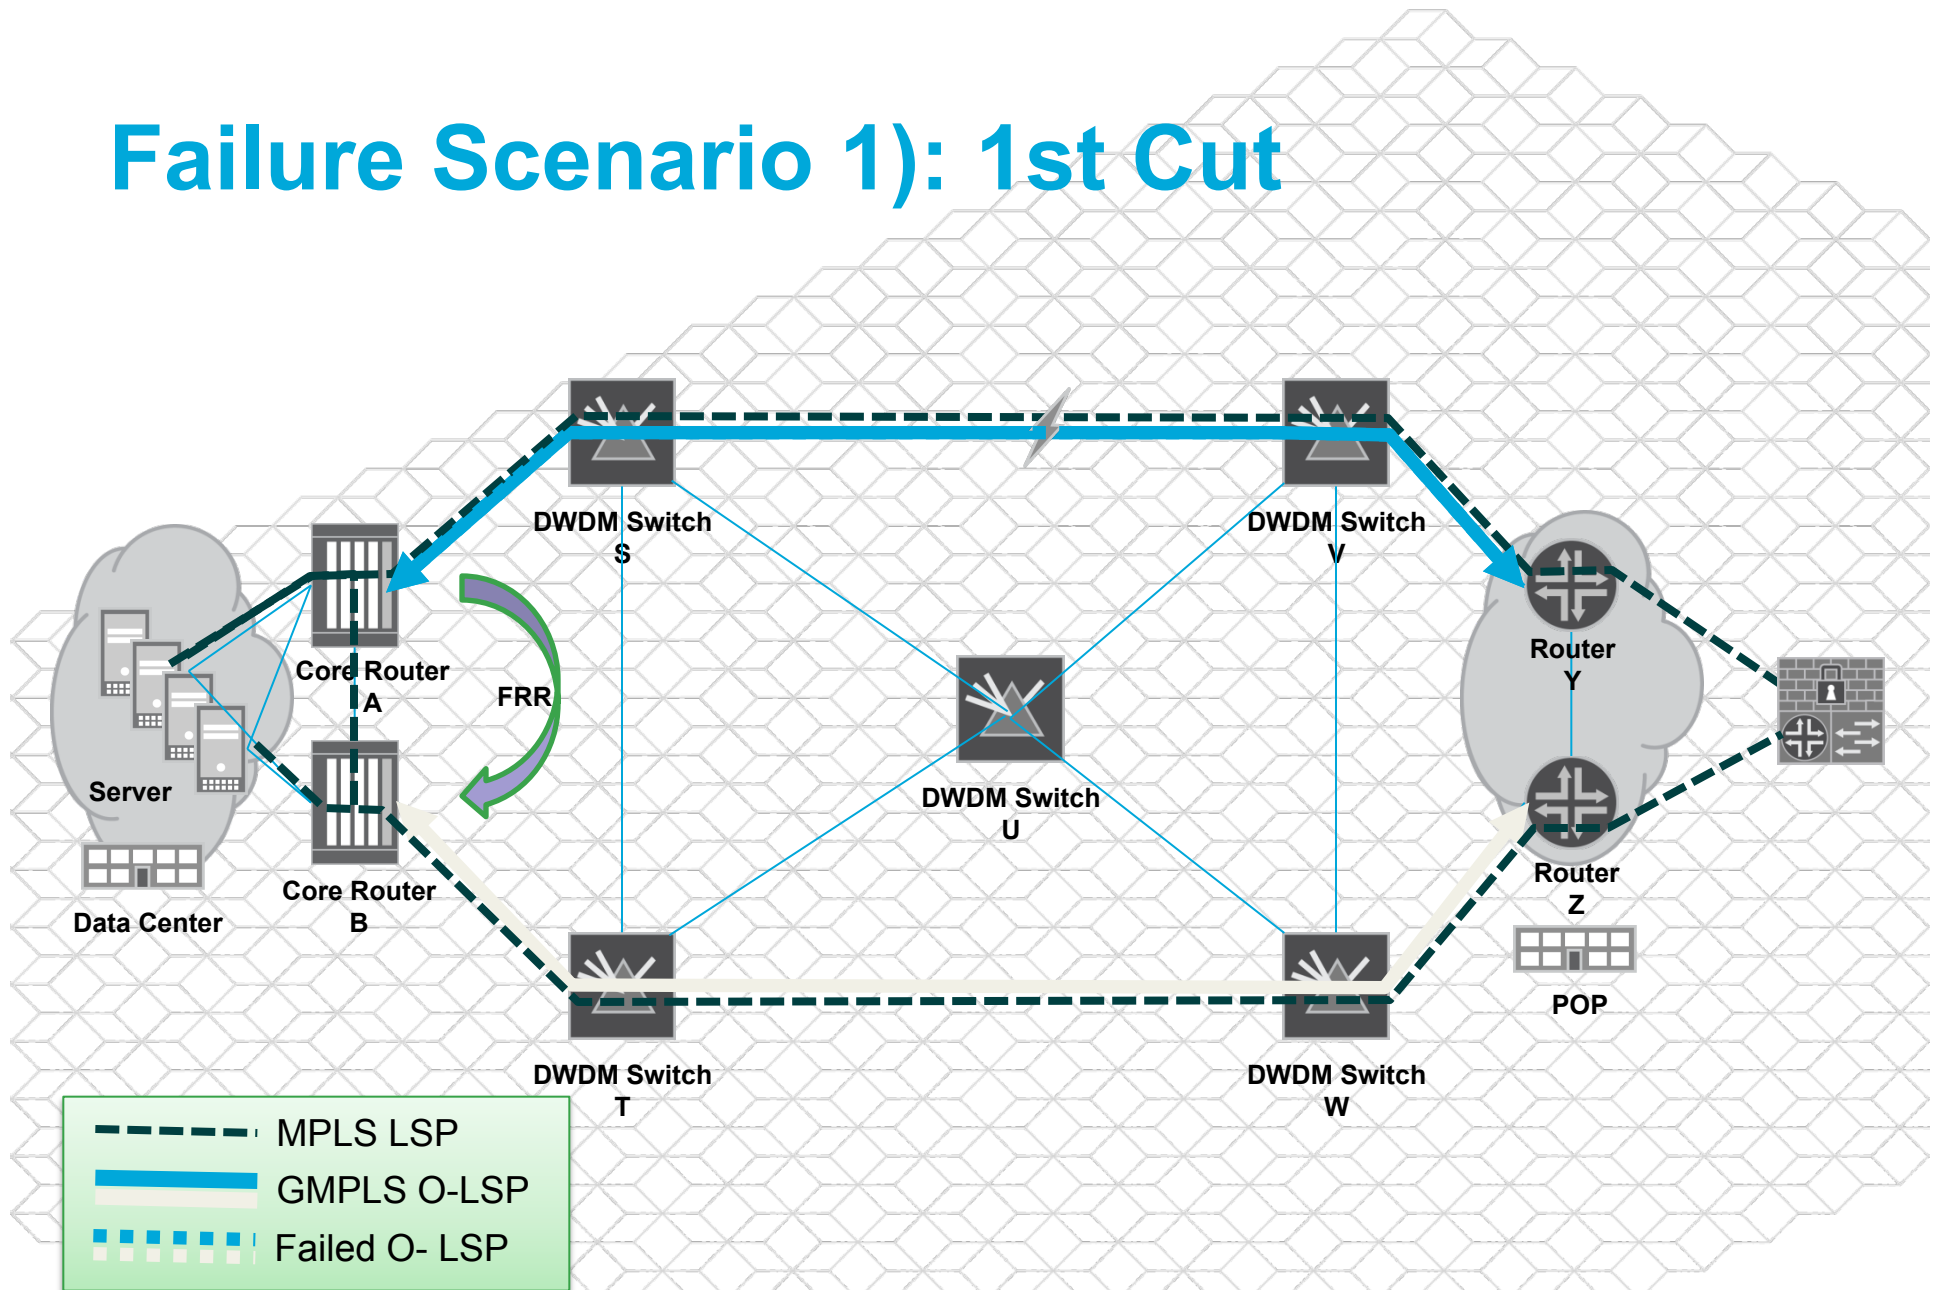 Failure Scenario 1): 1st Cut
DWDM Switch
S
DWDM Switch
V
Core Router
A
FRR
Router
Y
Server
DWDM Switch
U
Core Router
B
Data Center
Router
Z
POP
DWDM Switch
T
DWDM Switch
W
MPLS LSP
GMPLS O-LSP
Failed O- LSP